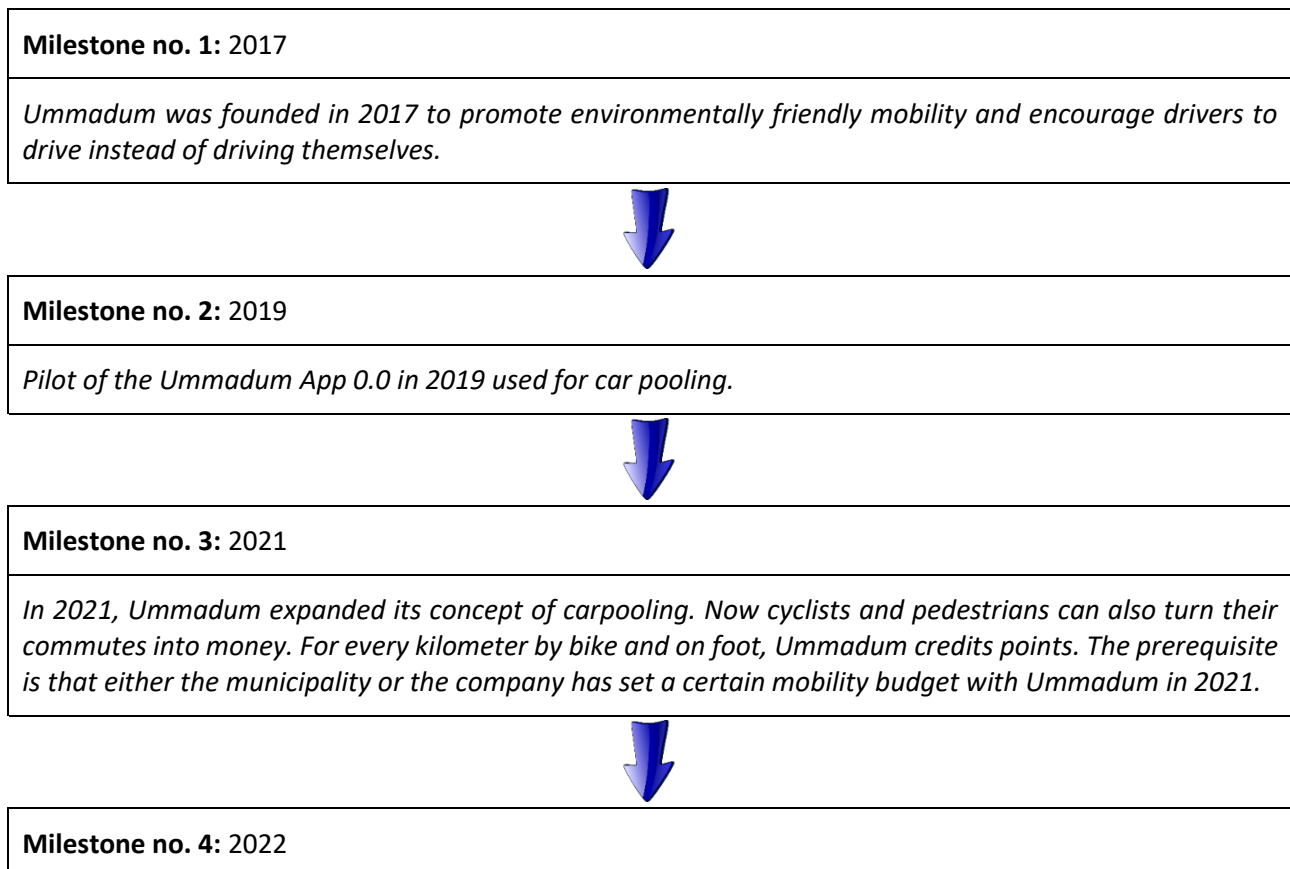 Milestone no. 1: 2017
Ummadum was founded in 2017 to promote environmentally friendly mobility and encourage drivers to
drive instead of driving themselves.
Milestone no. 2: 2019
Pilot of the Ummadum App 0.0 in 2019 used for car pooling.
Milestone no. 3: 2021
In 2021, Ummadum expanded its concept of carpooling. Now cyclists and pedestrians can also turn their
commutes into money. For every kilometer by bike and on foot, Ummadum credits points. The prerequisite
is that either the municipality or the company has set a certain mobility budget with Ummadum in 2021.
Milestone no. 4: 2022